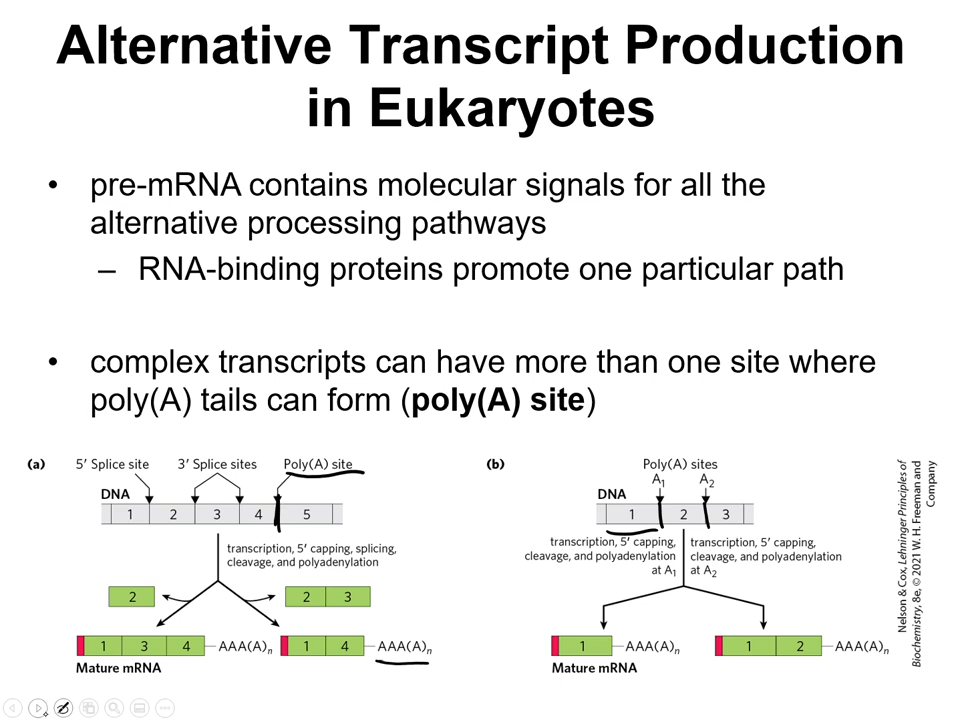 Alternative Transcript Production
in Eukaryotes
• pre-mRNA contains molecular signals for all the
alternative processing pathways
– RNA-binding proteins promote one particular path
• complex transcripts can have more than one site where
poly(A) tails can form (poly(A) site)
(a) 5′ Splice site 3′ Splice sites Poly(A) site
DNA
1 2 3 4 5
transcription, 5′ capping, splicing,
cleavage, and polyadenylation
2 2 3
1 3 4 AAA(A)n 1 4 AAA(A)n
Mature mRNA
(b) Poly(A) sites
A1 A2
DNA
1 2 3
transcription, 5′ capping,
cleavage, and polyadenylation
at A1
transcription, 5′ capping,
cleavage, and polyadenylation
at A2
1 AAA(A)n 1 2 AAA(A)n
Mature mRNA
Nelson & Cox, Lehninger Principles of
Biochemistry, 8e, © 2021 W. H. Freeman and
Company